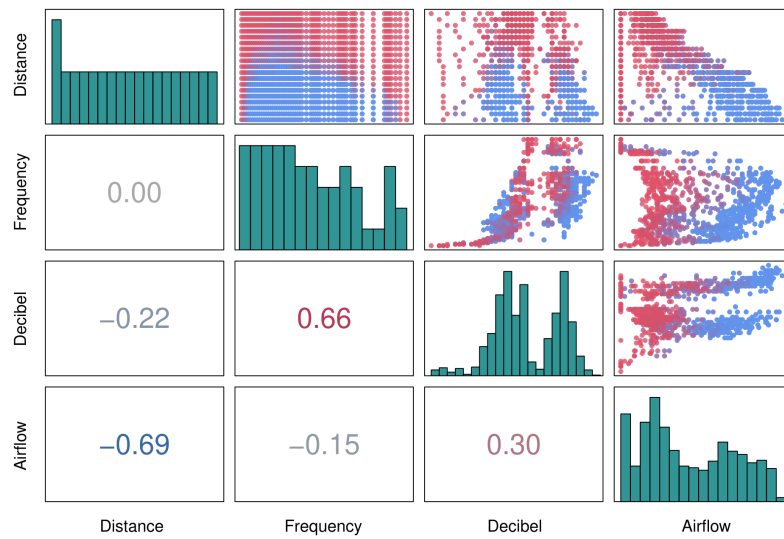 Distance
Frequency
0.00
Decibel
−0.22
0.66
Airflow
−0.69
−0.15
0.30
Distance
Frequency
Decibel
Airflow